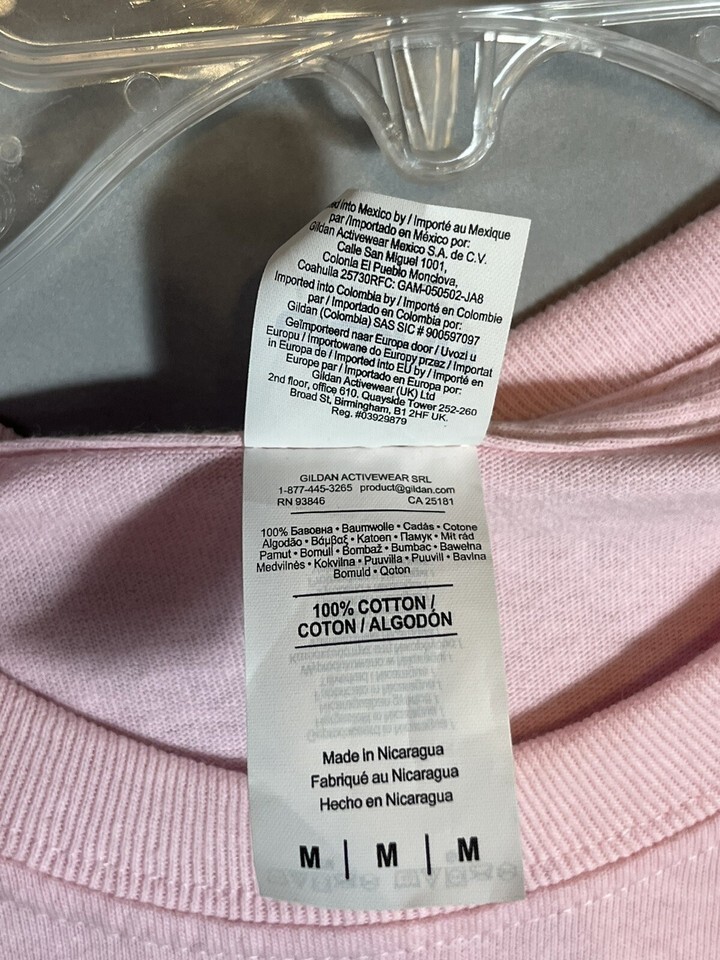 into Mexico by / Importé au Mexique
par /Importado en México por:
Gildan Activewear Mexico S.A. de C.V.
Calle San Miguel 1001,
Colonia El Pueblo Monclova,
Coahuila 25730RFC: GAM-050502-JA8
Imported into Colombia by / Importé en Colombie
par / Importado en Colombia por:
Gildan (Colombia) SAS SIC # 900597097
Geïmporteerd naar Europa door / Uvozi u
Europu / Importowane do Europy przez / Importat
in Europa de / Imported into EU by / Importé en
Europe par / Importado en Europa por:
Gildan Activewear (UK) Ltd
2nd floor, office 610, Quayside Tower 252-260
Broad St, Birmingham, B1 2HF UK.
Reg. #03929879
GILDAN ACTIVEWEAR SRL
1-877-445-3265 product@gildan.com
RN 93846 CA 25181
100% Бавовна • Baumwolle • Cadás • Cotone
Algodão • Βάμβαξ • Katoen • Памук • Mit rád
Pamut • Bomull • Bombaž • Bumbac • Bawełna
Medvilnės • Kokvilna • Puuvilla • Puuvill • Bavlna
Bomuld • Qoton
100% COTTON /
COTON / ALGODÓN
Made in Nicaragua
Fabriqué au Nicaragua
Hecho en Nicaragua
M | M | M